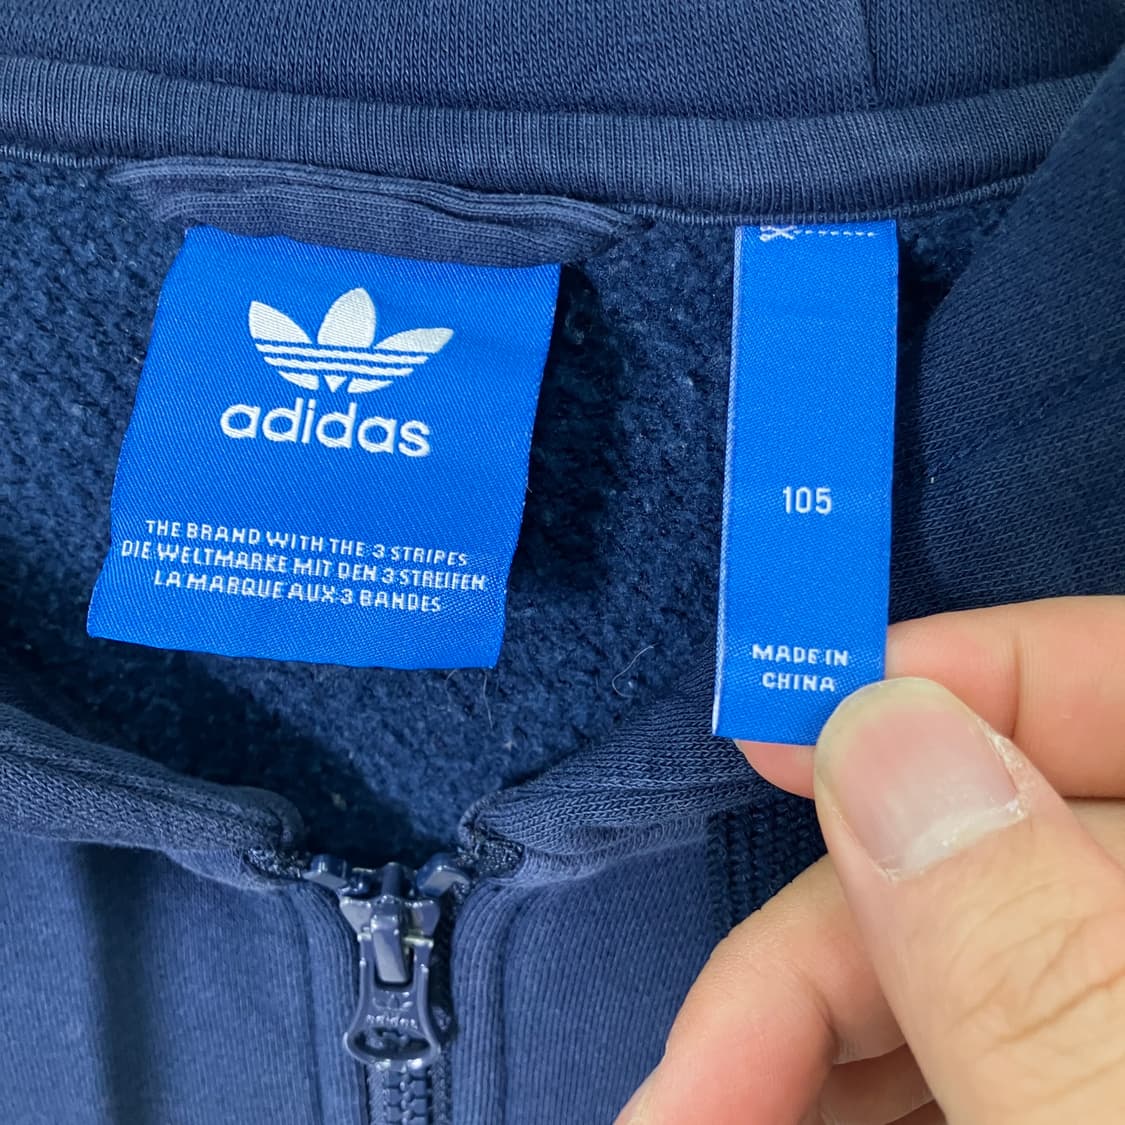 adidas
THE BRAND WITH THE 3 STRIPES
DIE WELTMARKE MIT DEN 3 STREIFEN
LA MARQUE AUX 3 BANDES
105
MADE IN
CHINA
adidas